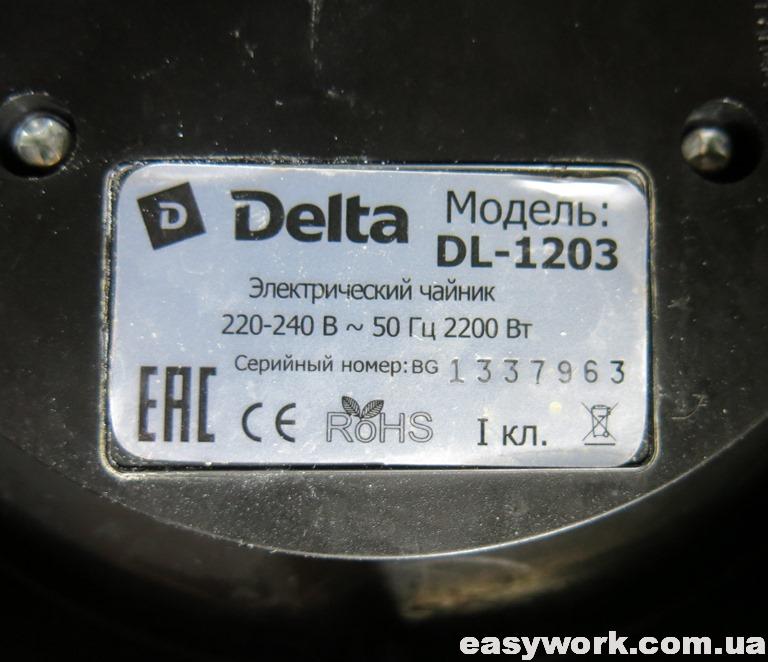 D Delta Модель:
DL-1203
Электрический чайник
220-240 В ~ 50 Гц 2200 Вт
Серийный номер: BG 1337963
EAC CE RoHS I кл.
easywork.com.ua